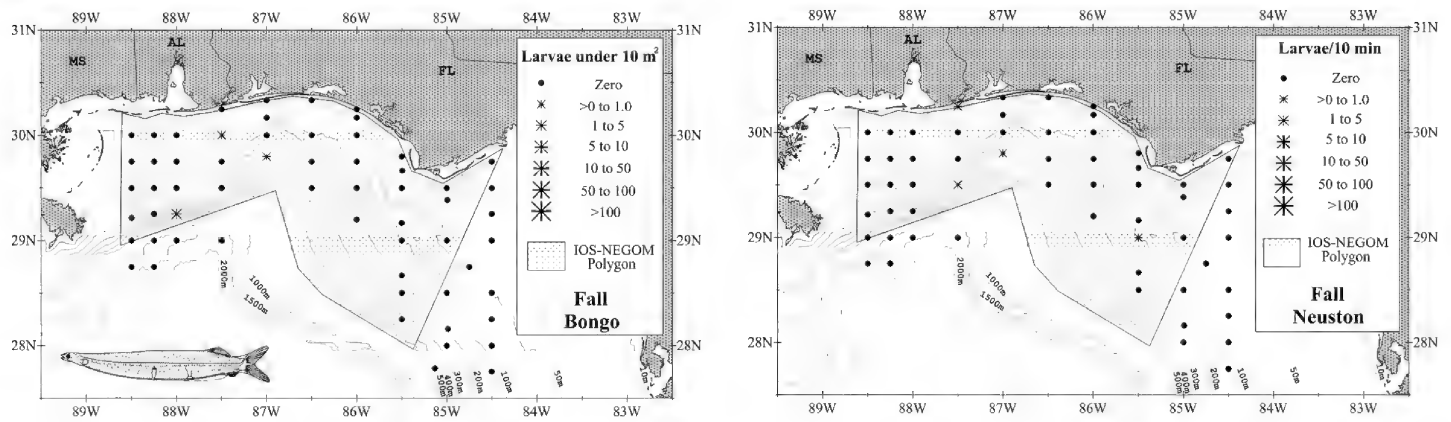 89W 88W 87W 86W 85W 84W 83W
31N
30N
29N
28N
MS
AL
FL
Larvae under 10 m²
Zero
>0 to 1.0
1 to 5
5 to 10
10 to 50
50 to 100
>100
IOS-NEGOM
Polygon
Fall
Bongo
31N
30N
29N
28N
2000m
1000m
1500m
500m
400m
300m
200m
100m
50m
89W 88W 87W 86W 85W 84W 83W
89W 88W 87W 86W 85W 84W 83W
31N
30N
29N
28N
MS
AL
FL
Larvae/10 min
Zero
>0 to 1.0
1 to 5
5 to 10
10 to 50
50 to 100
>100
IOS-NEGOM
Polygon
Fall
Neuston
31N
30N
29N
28N
2000m
1000m
1500m
500m
400m
300m
200m
100m
50m
89W 88W 87W 86W 85W 84W 83W